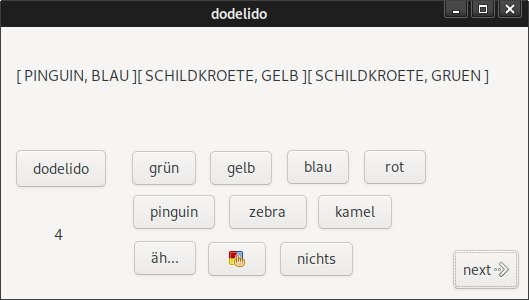 dodelido
[ PINGUIN, BLAU ][ SCHILDKROETE, GELB ][ SCHILDKROETE, GRUEN ]
dodelido grün gelb blau rot
pinguin zebra kamel
4
äh... nichts
next